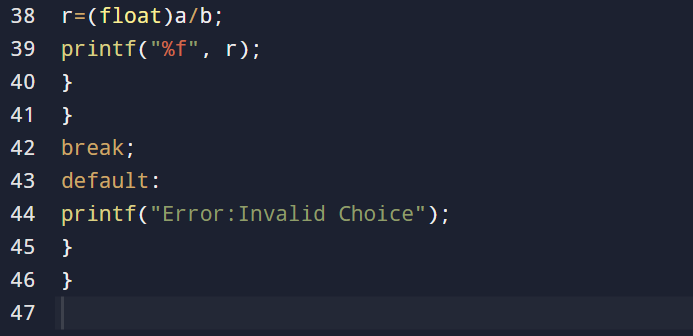 38 r=(float)a/b;
39 printf("%f", r);
40 }
41 }
42 break;
43 default:
44 printf("Error:Invalid Choice");
45 }
46 }
47